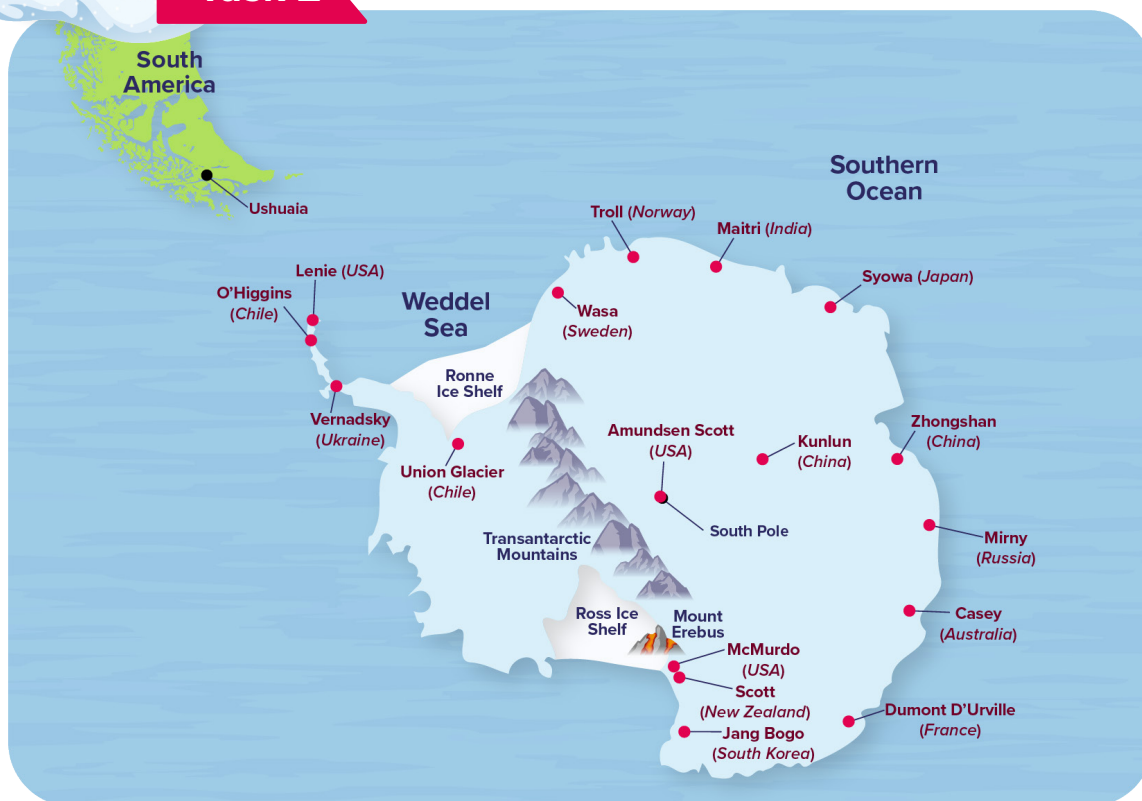 South
America
Ushuaia
Southern
Ocean
Troll (Norway)
Maitri (India)
Syowa (Japan)
Lenie (USA)
O'Higgins
(Chile)
Weddel
Sea
Wasa
(Sweden)
Ronne
Ice Shelf
Vernadsky
(Ukraine)
Union Glacier
(Chile)
Amundsen Scott
(USA)
Kunlun
(China)
Zhongshan
(China)
South Pole
Transantarctic
Mountains
Mirny
(Russia)
Ross Ice
Shelf
Mount
Erebus
Casey
(Australia)
McMurdo
(USA)
Scott
(New Zealand)
Dumont D'Urville
(France)
Jang Bogo
(South Korea)